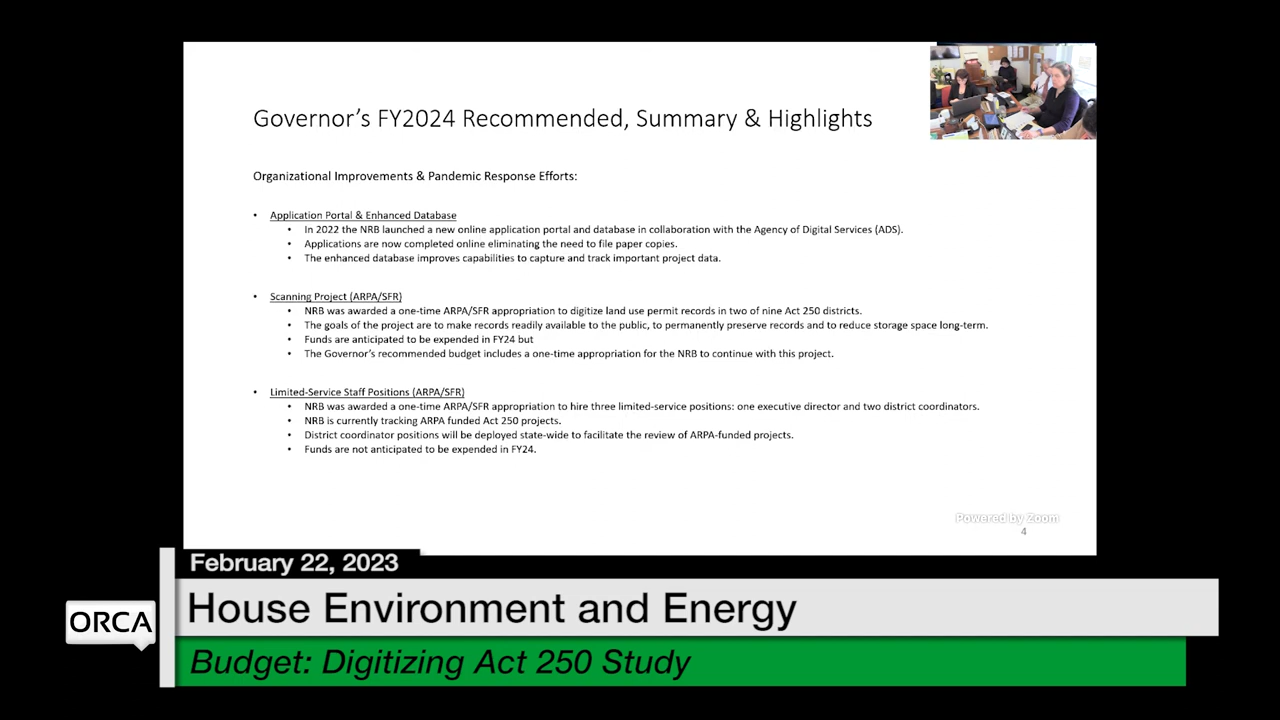 Governor's FY2024 Recommended, Summary & Highlights
Organizational Improvements & Pandemic Response Efforts:
• Application Portal & Enhanced Database
• In 2022 the NRB launched a new online application portal and database in collaboration with the Agency of Digital Services (ADS).
• Applications are now completed online eliminating the need to file paper copies.
• The enhanced database improves capabilities to capture and track important project data.
• Scanning Project (ARPA/SFR)
• NRB was awarded a one-time ARPA/SFR appropriation to digitize land use permit records in two of nine Act 250 districts.
• The goals of the project are to make records readily available to the public, to permanently preserve records and to reduce storage space long-term.
• Funds are anticipated to be expended in FY24 but
• The Governor's recommended budget includes a one-time appropriation for the NRB to continue with this project.
• Limited-Service Staff Positions (ARPA/SFR)
• NRB was awarded a one-time ARPA/SFR appropriation to hire three limited-service positions: one executive director and two district coordinators.
• NRB is currently tracking ARPA funded Act 250 projects.
• District coordinator positions will be deployed state-wide to facilitate the review of ARPA-funded projects.
• Funds are not anticipated to be expended in FY24.
Powered by Zoom
4
February 22, 2023
House Environment and Energy
ORCA
Budget: Digitizing Act 250 Study